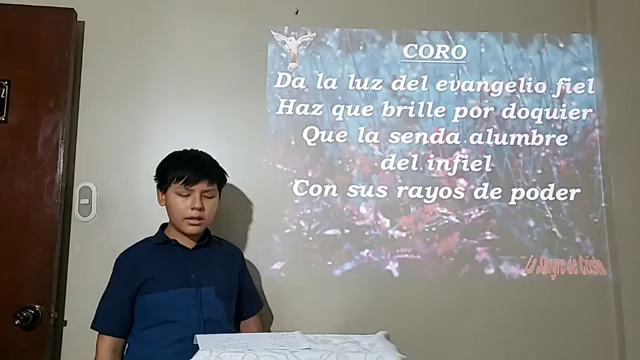 CORO
Da la luz del evangelio fiel
Haz que brille por doquier
Que la senda alumbre
del infiel
Con sus rayos de poder
La Sangre de Cristo